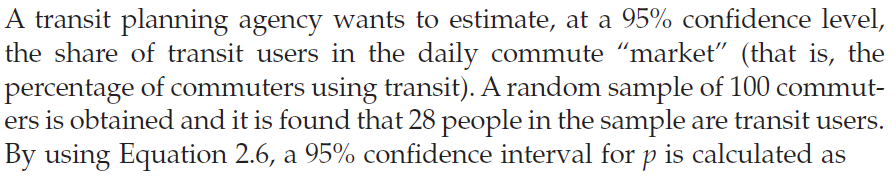 A transit planning agency wants to estimate, at a 95% confidence level,
the share of transit users in the daily commute “market” (that is, the
percentage of commuters using transit). A random sample of 100 commut-
ers is obtained and it is found that 28 people in the sample are transit users.
By using Equation 2.6, a 95% confidence interval for p is calculated as